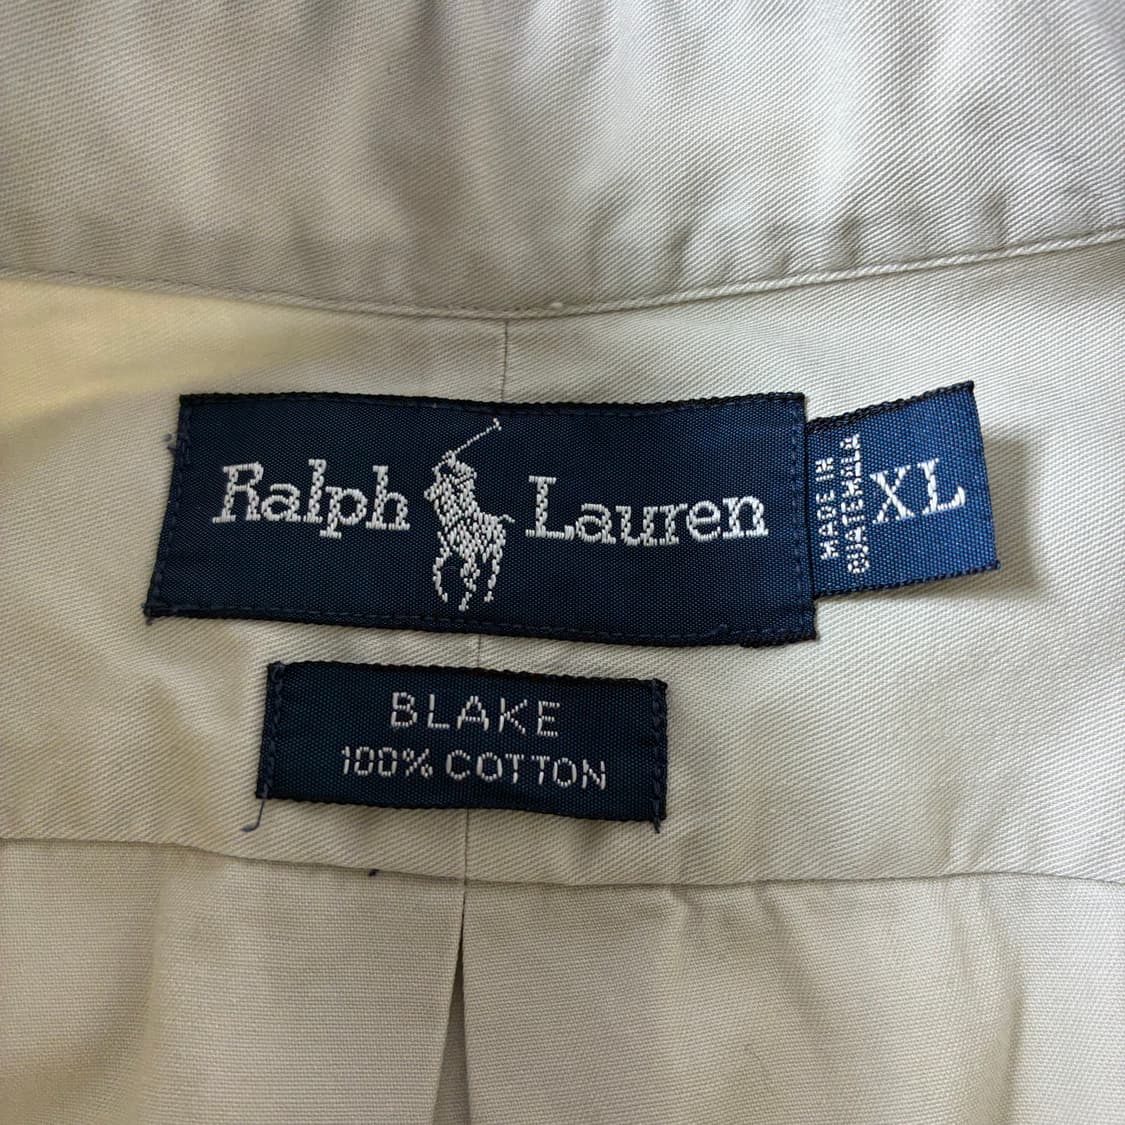 Ralph Lauren
MADE IN
GUATEMALA
XL
BLAKE
100% COTTON